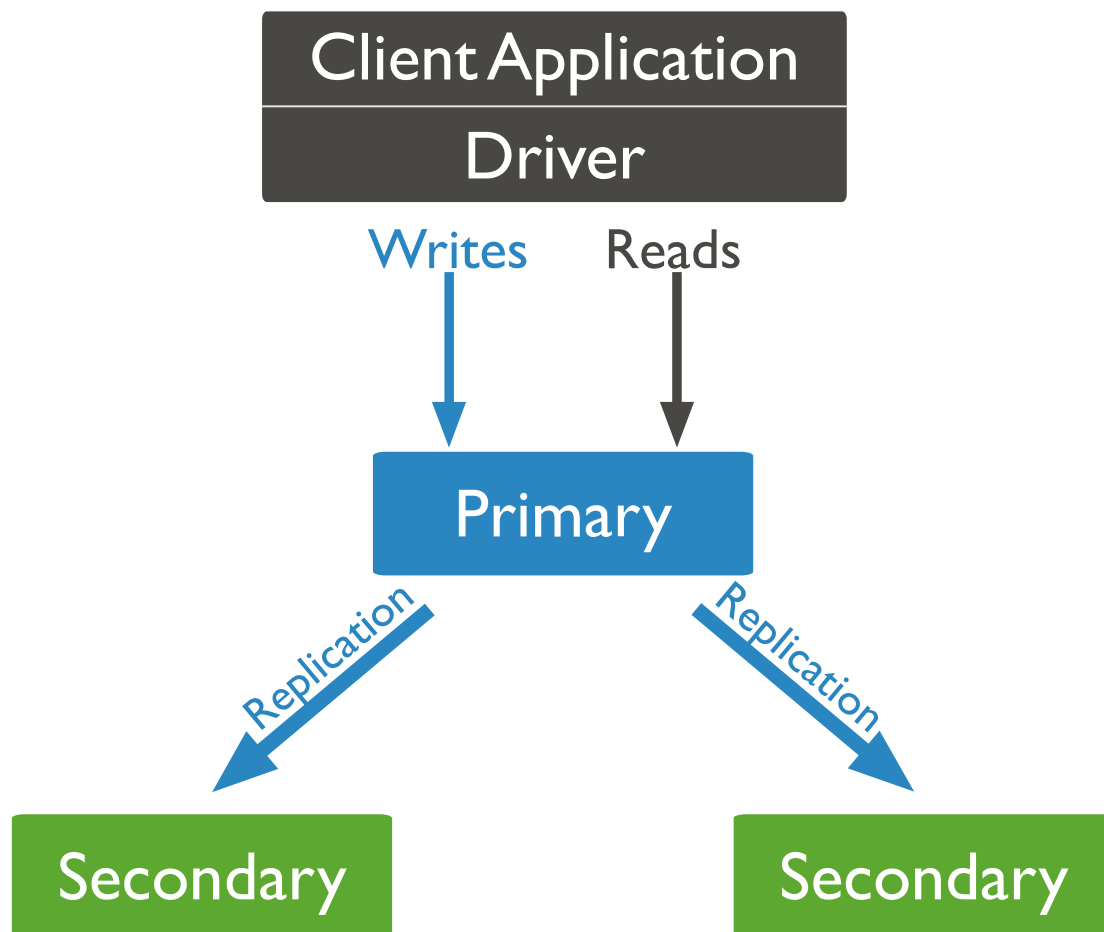 Client Application
Driver
Writes
Reads
Primary
Replication
Replication
Secondary
Secondary